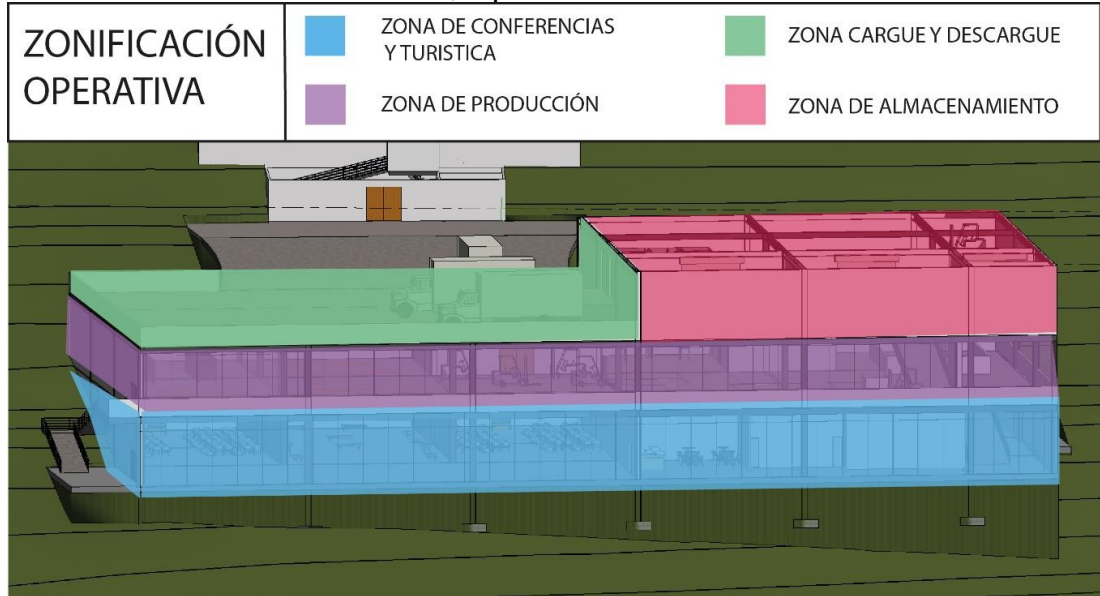 ZONIFICACIÓN
OPERATIVA
ZONA DE CONFERENCIAS
Y TURISTICA
ZONA DE PRODUCCIÓN
ZONA CARGUE Y DESCARGUE
ZONA DE ALMACENAMIENTO